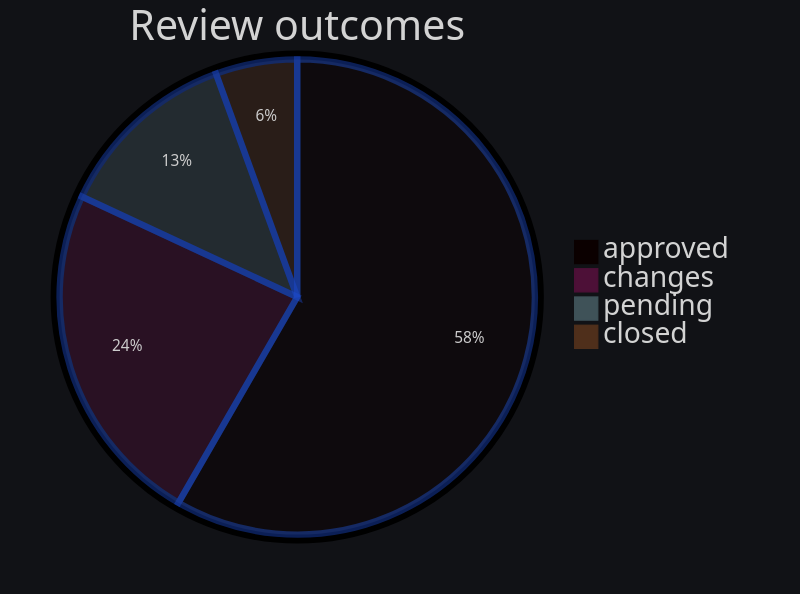 Review outcomes
6%
13%
58%
24%
approved
changes
pending
closed